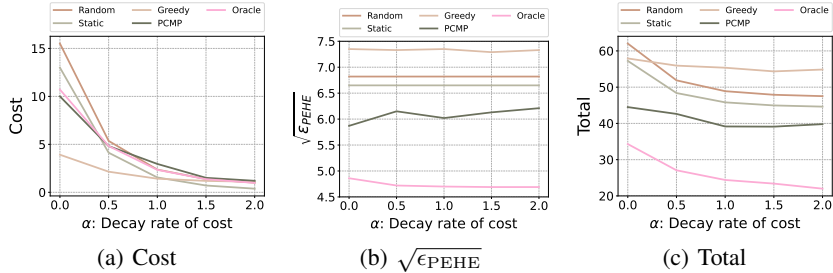 Random Greedy Oracle
Static PCMP
15
10
5
0
Cost
0.0 0.5 1.0 1.5 2.0
α: Decay rate of cost
(a) Cost
Random Greedy Oracle
Static PCMP
7.5
7.0
6.5
6.0
5.5
5.0
4.5
√εPEHE
0.0 0.5 1.0 1.5 2.0
α: Decay rate of cost
(b) √ϵPEHE
Random Greedy Oracle
Static PCMP
60
50
40
30
20
Total
0.0 0.5 1.0 1.5 2.0
α: Decay rate of cost
(c) Total